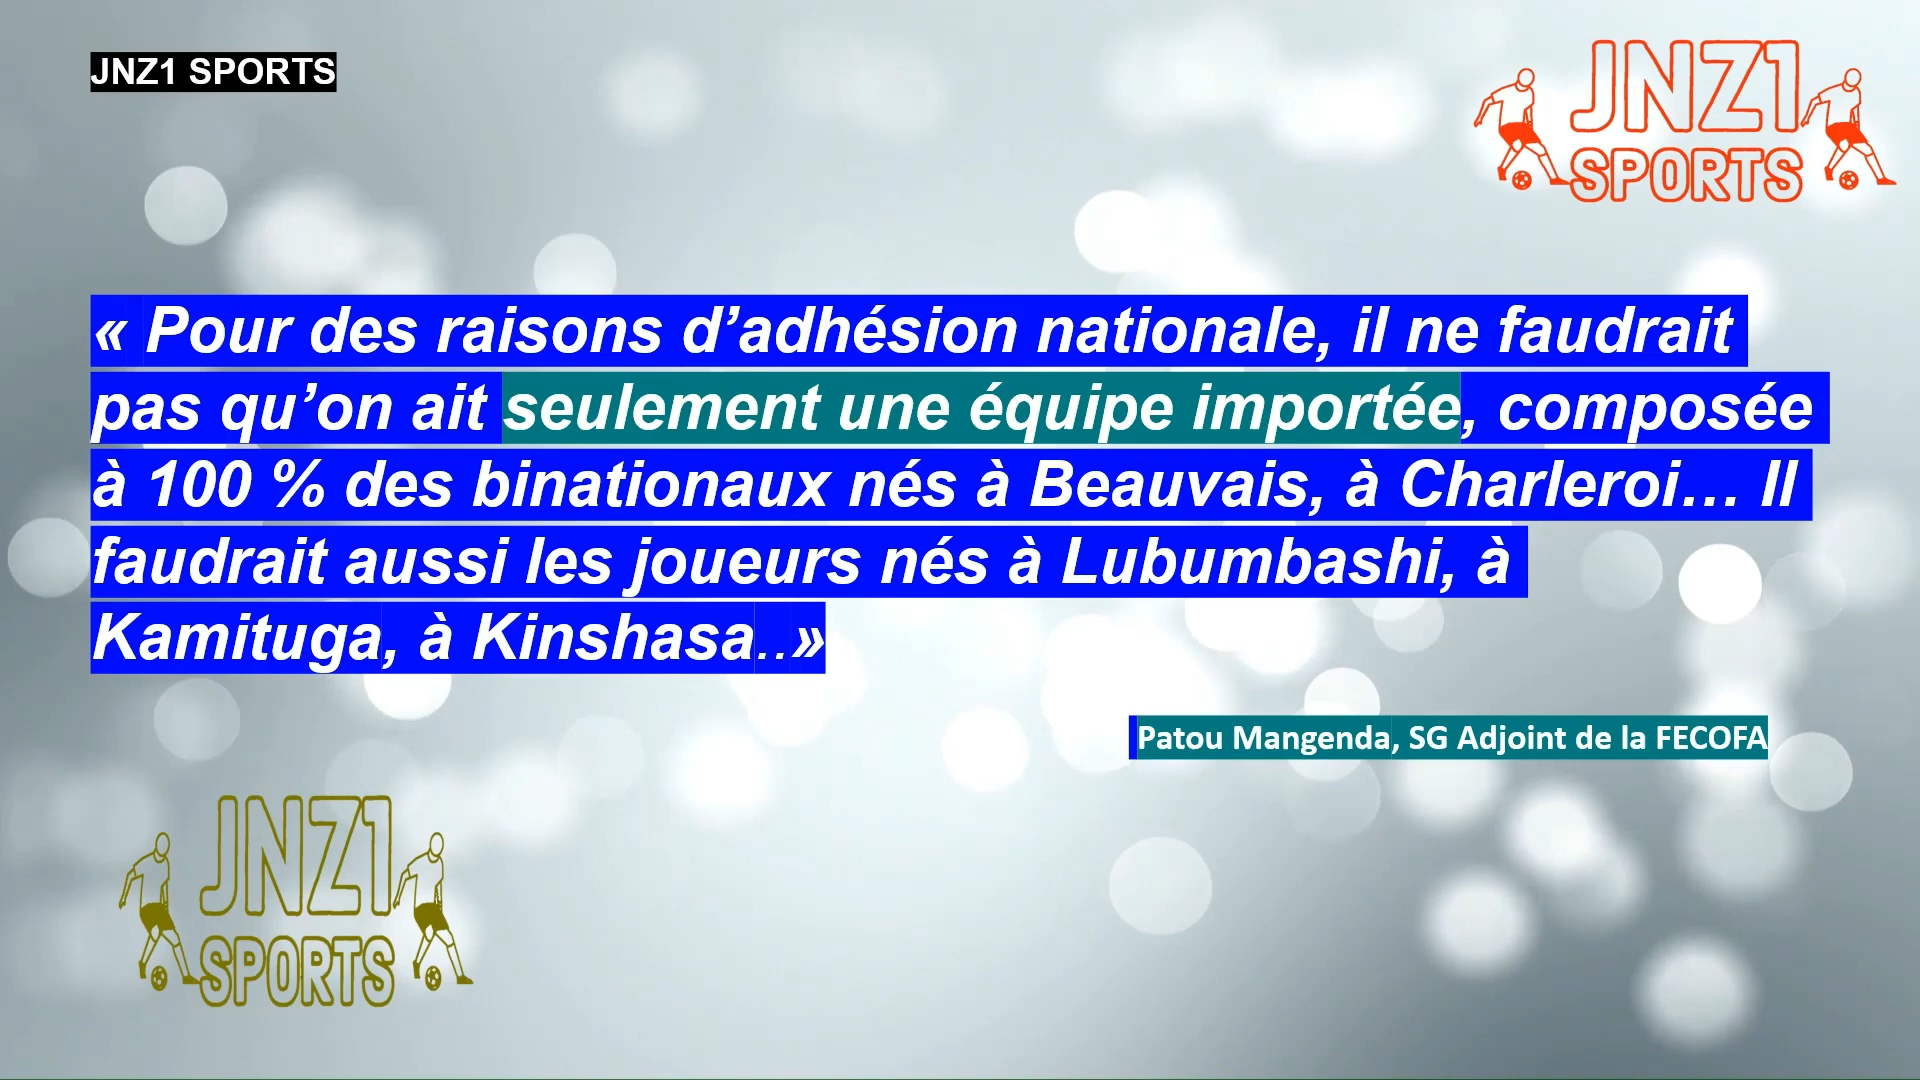 JNZ1 SPORTS
JNZ1
SPORTS
« Pour des raisons d’adhésion nationale, il ne faudrait
pas qu’on ait seulement une équipe importée, composée
à 100 % des binationaux nés à Beauvais, à Charleroi… Il
faudrait aussi les joueurs nés à Lubumbashi, à
Kamituga, à Kinshasa..»
Patou Mangenda, SG Adjoint de la FECOFA
JNZ1
SPORTS